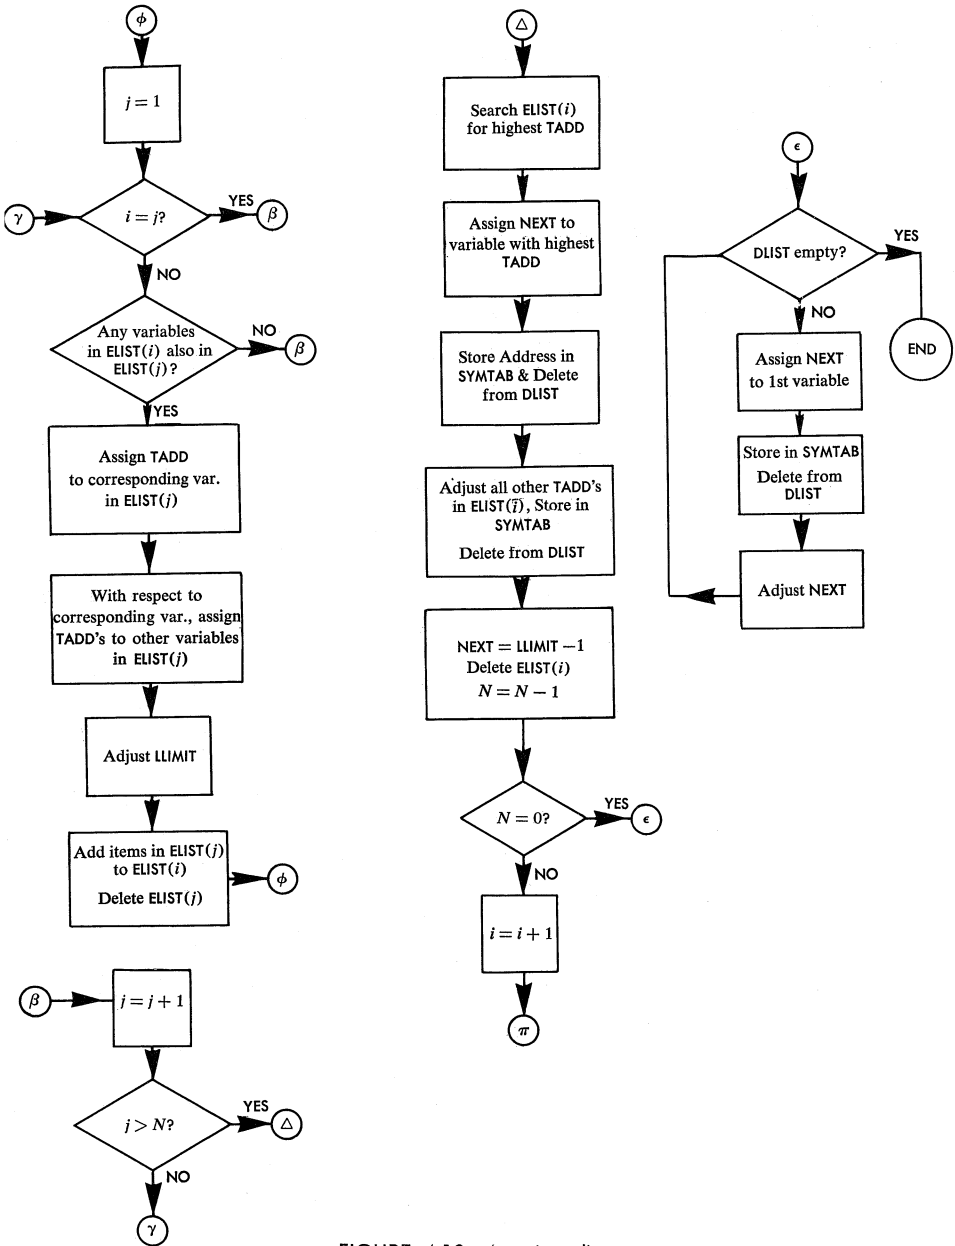 ϕ
j = 1
γ
i = j?
YES
β
NO
Any variables
in ELIST(i) also in
ELIST(j)?
NO
β
YES
Assign TADD
to corresponding var.
in ELIST(j)
With respect to
corresponding var., assign
TADD's to other variables
in ELIST(j)
Adjust LLIMIT
Add items in ELIST(j)
to ELIST(i)
Delete ELIST(j)
ϕ
β
j = j + 1
j > N?
YES
△
NO
γ
△
Search ELIST(i)
for highest TADD
Assign NEXT to
variable with highest
TADD
Store Address in
SYMTAB & Delete
from DLIST
Adjust all other TADD's
in ELIST(i), Store in
SYMTAB
Delete from DLIST
NEXT = LLIMIT −1
Delete ELIST(i)
N = N − 1
N = 0?
YES
ϵ
NO
i = i + 1
π
ϵ
DLIST empty?
YES
END
NO
Assign NEXT
to 1st variable
Store in SYMTAB
Delete from
DLIST
Adjust NEXT
FIGURE